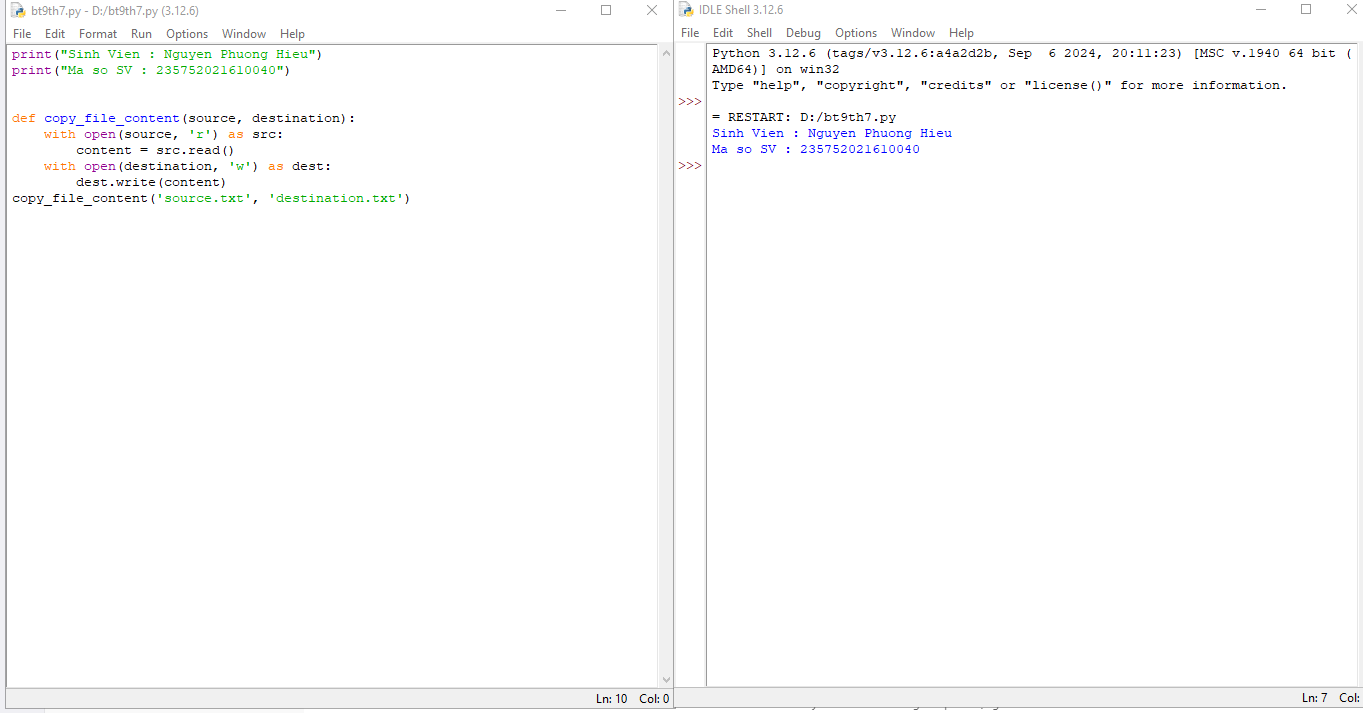 bt9th7.py - D:/bt9th7.py (3.12.6)
File Edit Format Run Options Window Help
print("Sinh Vien : Nguyen Phuong Hieu")
print("Ma so SV : 235752021610040")
def copy_file_content(source, destination):
    with open(source, 'r') as src:
        content = src.read()
    with open(destination, 'w') as dest:
        dest.write(content)
copy_file_content('source.txt', 'destination.txt')
Ln: 10 Col: 0
IDLE Shell 3.12.6
File Edit Shell Debug Options Window Help
Python 3.12.6 (tags/v3.12.6:a4a2d2b, Sep  6 2024, 20:11:23) [MSC v.1940 64 bit (
AMD64)] on win32
Type "help", "copyright", "credits" or "license()" for more information.
>>>
= RESTART: D:/bt9th7.py
Sinh Vien : Nguyen Phuong Hieu
Ma so SV : 235752021610040
>>>
Ln: 7 Col: